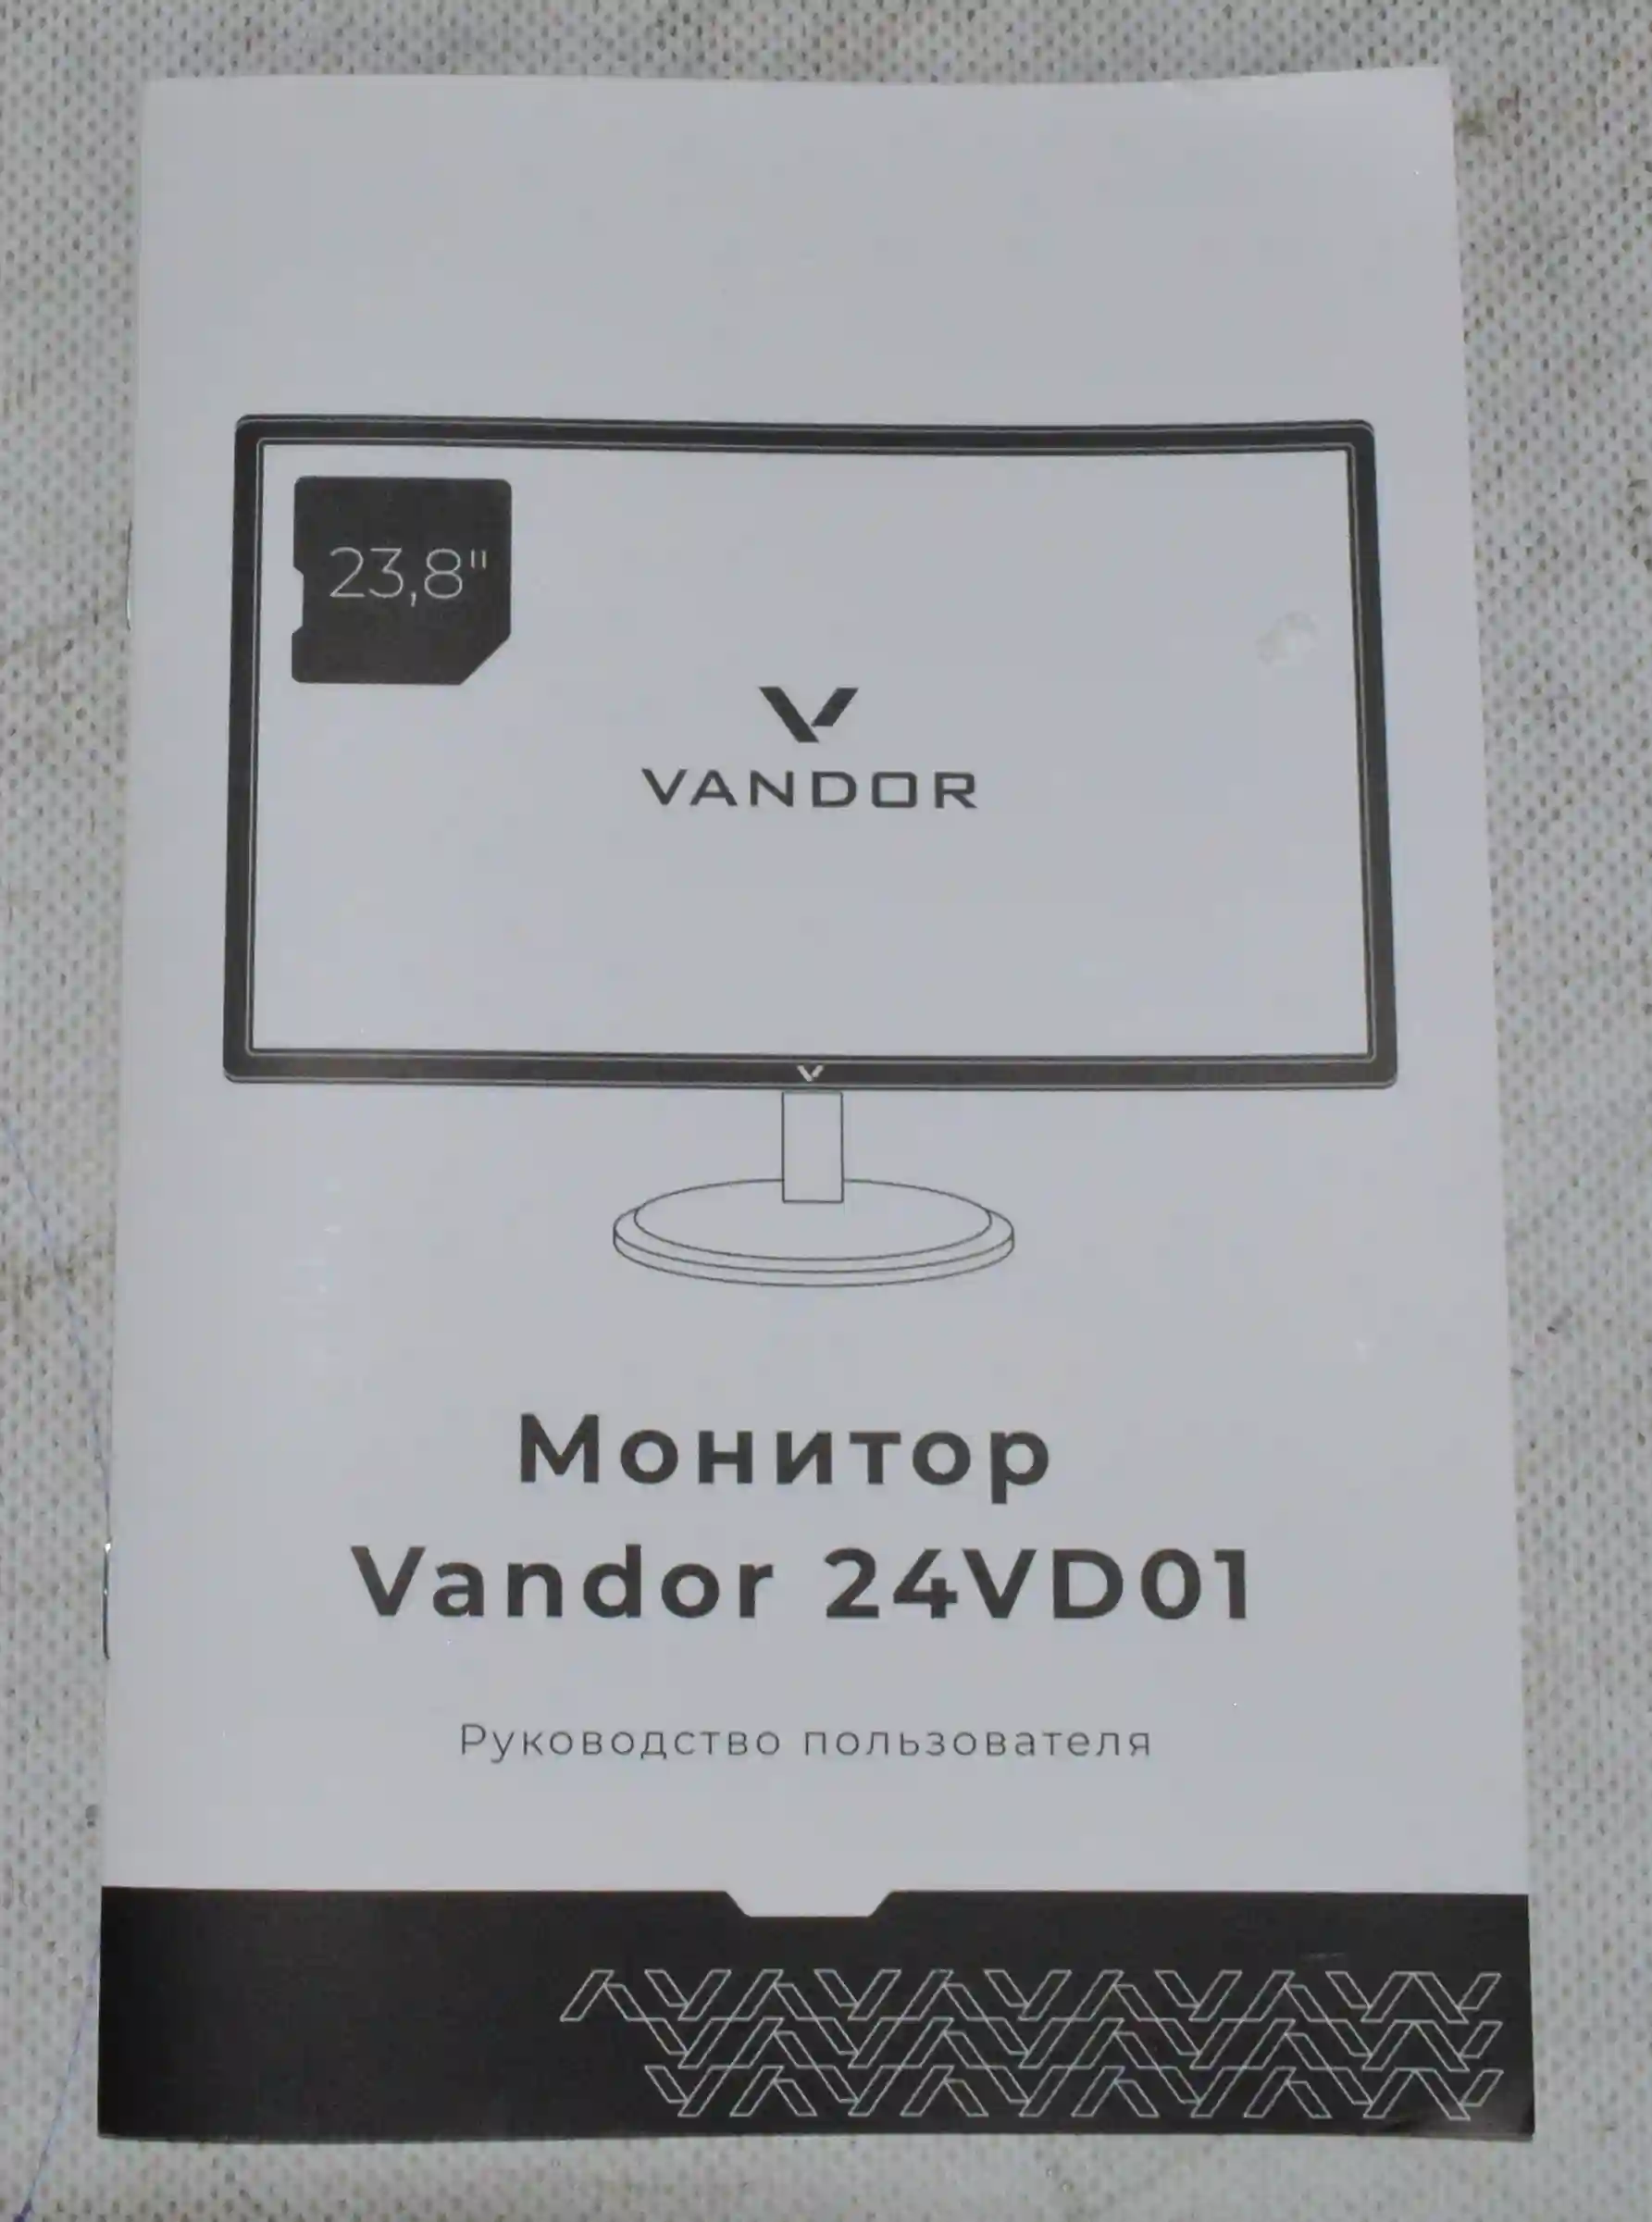 23,8"
VANDOR
Монитор
Vandor 24VD01
Руководство пользователя